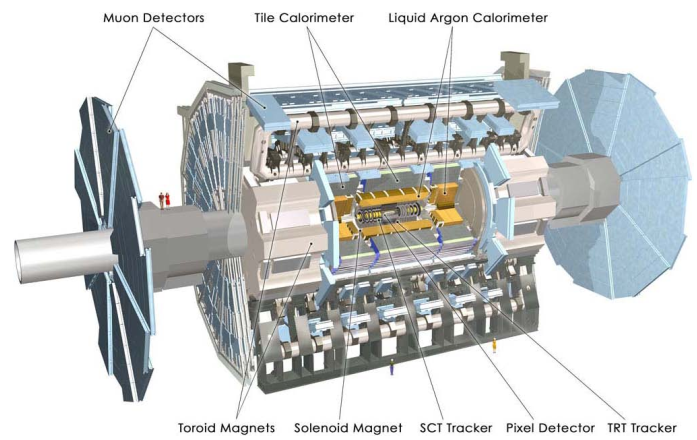 Muon Detectors
Tile Calorimeter
Liquid Argon Calorimeter
Toroid Magnets
Solenoid Magnet
SCT Tracker
Pixel Detector
TRT Tracker